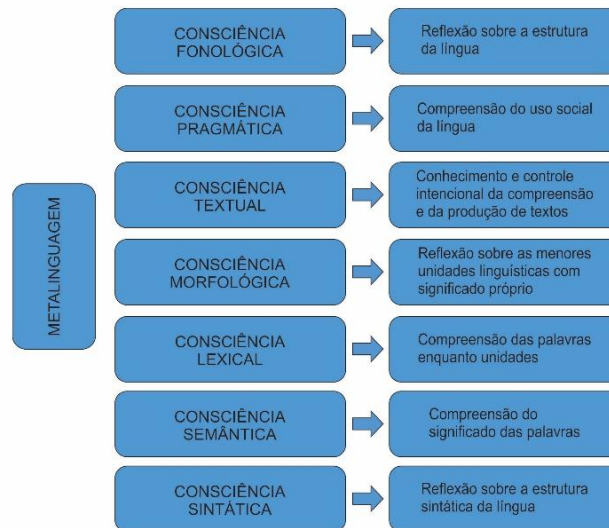 METALINGUAGEM
CONSCIÊNCIA
FONOLÓGICA
Reflexão sobre a estrutura
da língua
CONSCIÊNCIA
PRAGMÁTICA
Compreensão do uso social
da língua
CONSCIÊNCIA
TEXTUAL
Conhecimento e controle
intencional da compreensão
e da produção de textos
CONSCIÊNCIA
MORFOLÓGICA
Reflexão sobre as menores
unidades linguísticas com
significado próprio
CONSCIÊNCIA
LEXICAL
Compreensão das palavras
enquanto unidades
CONSCIÊNCIA
SEMÂNTICA
Compreensão do
significado das palavras
CONSCIÊNCIA
SINTÁTICA
Reflexão sobre a estrutura
sintática da língua